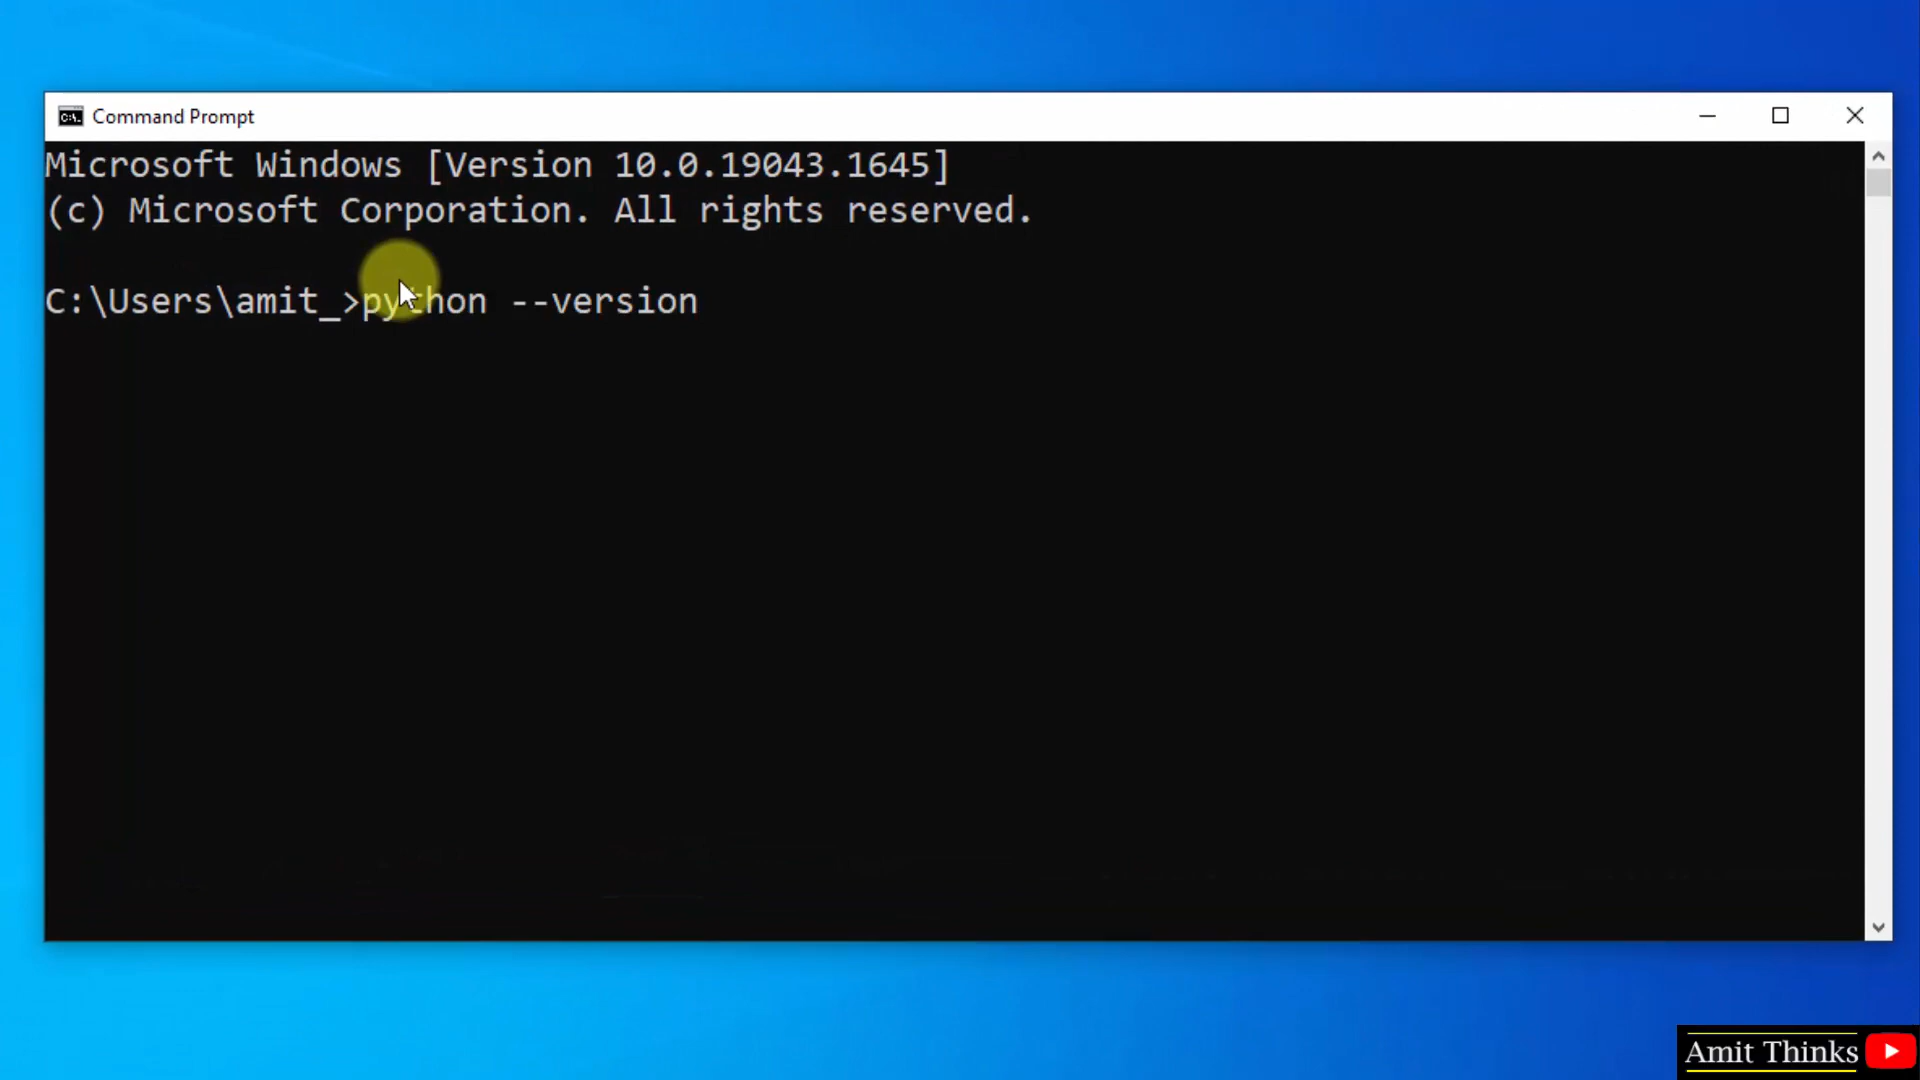 Command Prompt
Microsoft Windows [Version 10.0.19043.1645]
(c) Microsoft Corporation. All rights reserved.
C:\Users\amit_>python --version
Amit Thinks